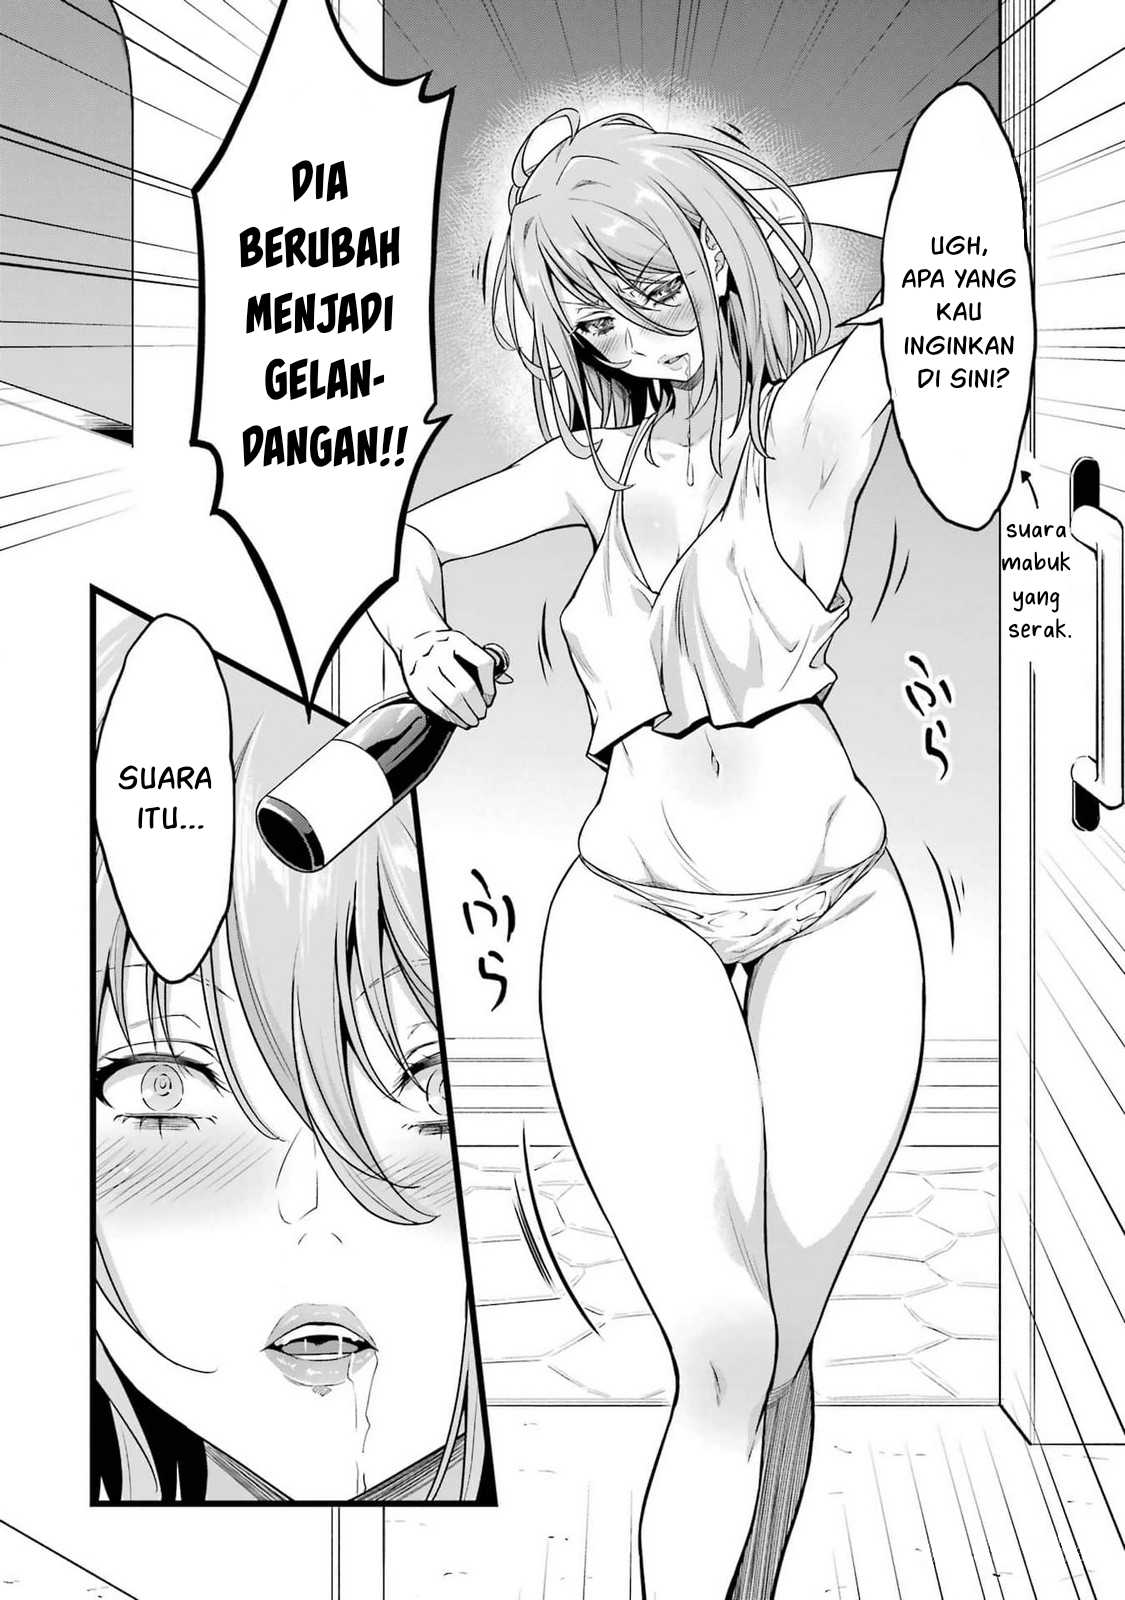 UGH,
APA YANG
KAU
INGINKAN
DI SINI?
suara
mabuk
yang
serak.
DIA
BERUBAH
MENJADI
GELAN-
DANGAN!!
ふら
ふら
SUARA
ITU...